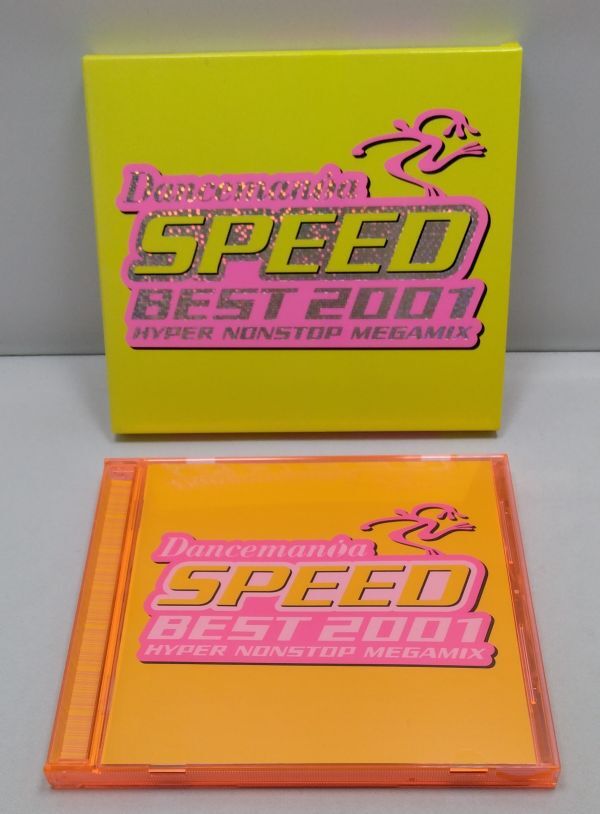 Dancemania
SPEED
BEST 2001
HYPER NONSTOP MEGAMIX
Dancemania
SPEED
BEST 2001
HYPER NONSTOP MEGAMIX